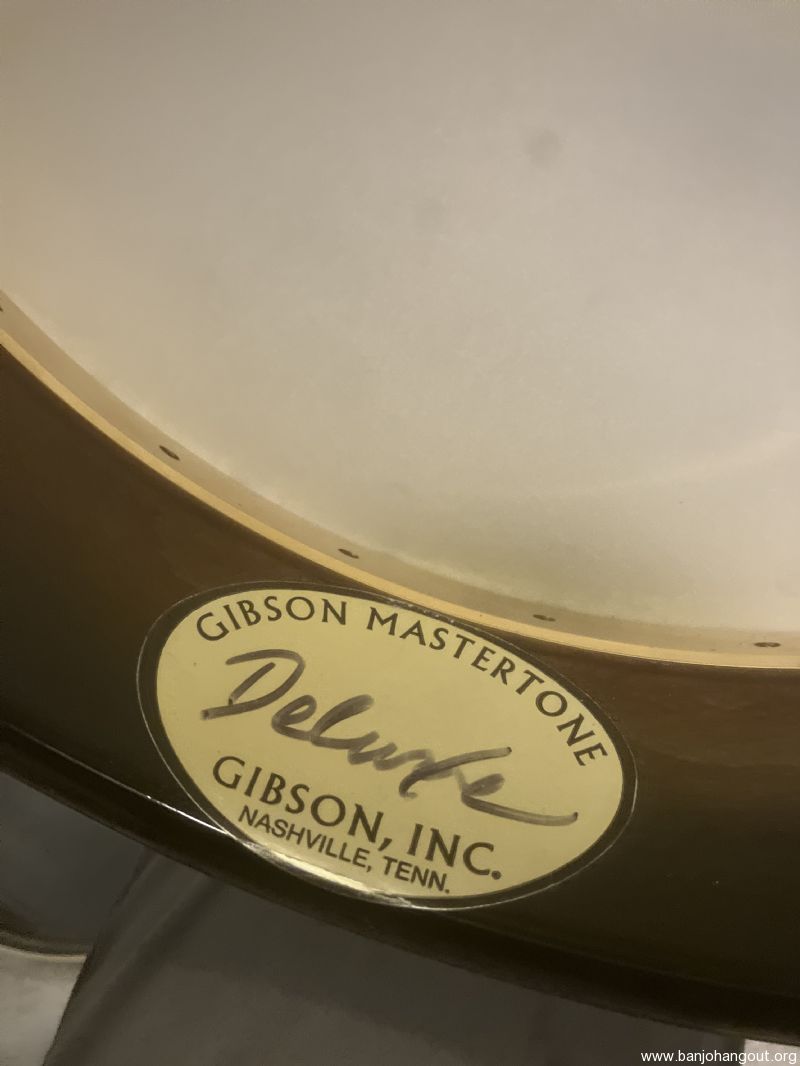 GIBSON MASTERTONE
Deluxe
GIBSON, INC.
NASHVILLE, TENN.
www.banjohangout.org